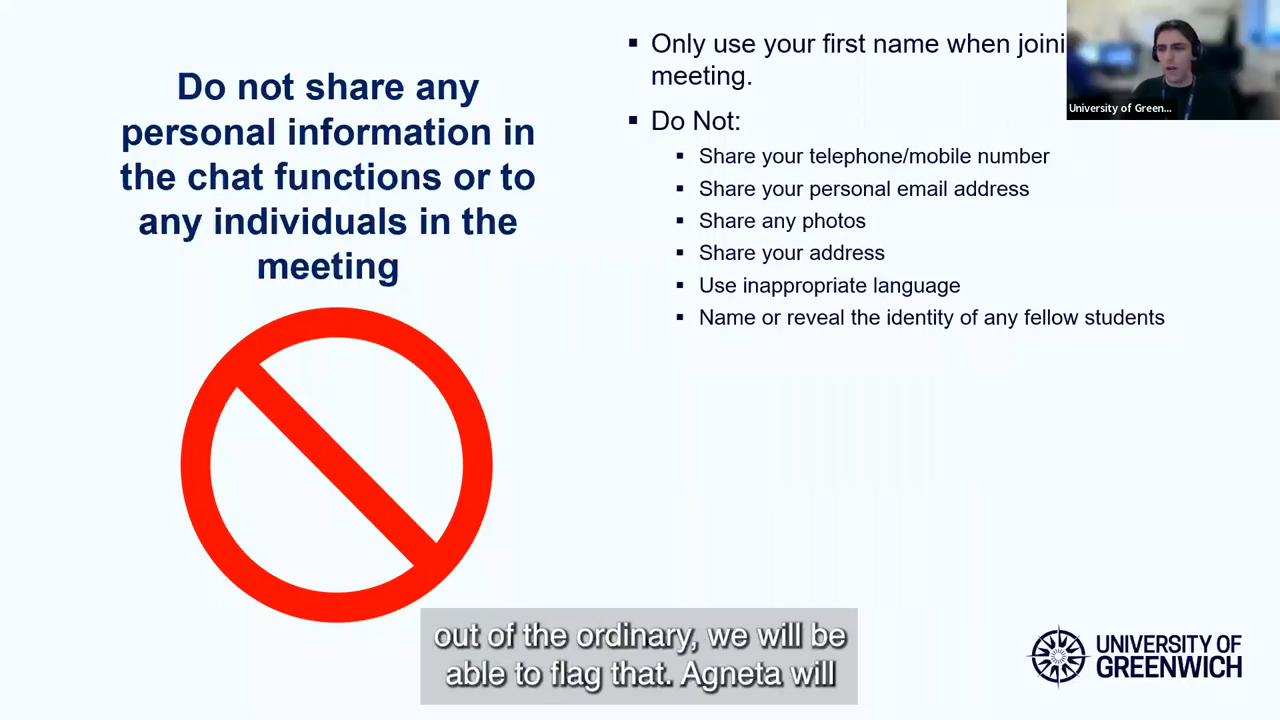 Do not share any
personal information in
the chat functions or to
any individuals in the
meeting
▪ Only use your first name when joini
meeting.
▪ Do Not:
▪ Share your telephone/mobile number
▪ Share your personal email address
▪ Share any photos
▪ Share your address
▪ Use inappropriate language
▪ Name or reveal the identity of any fellow students
University of Green...
out of the ordinary, we will be
able to flag that. Agneta will
UNIVERSITY OF
GREENWICH